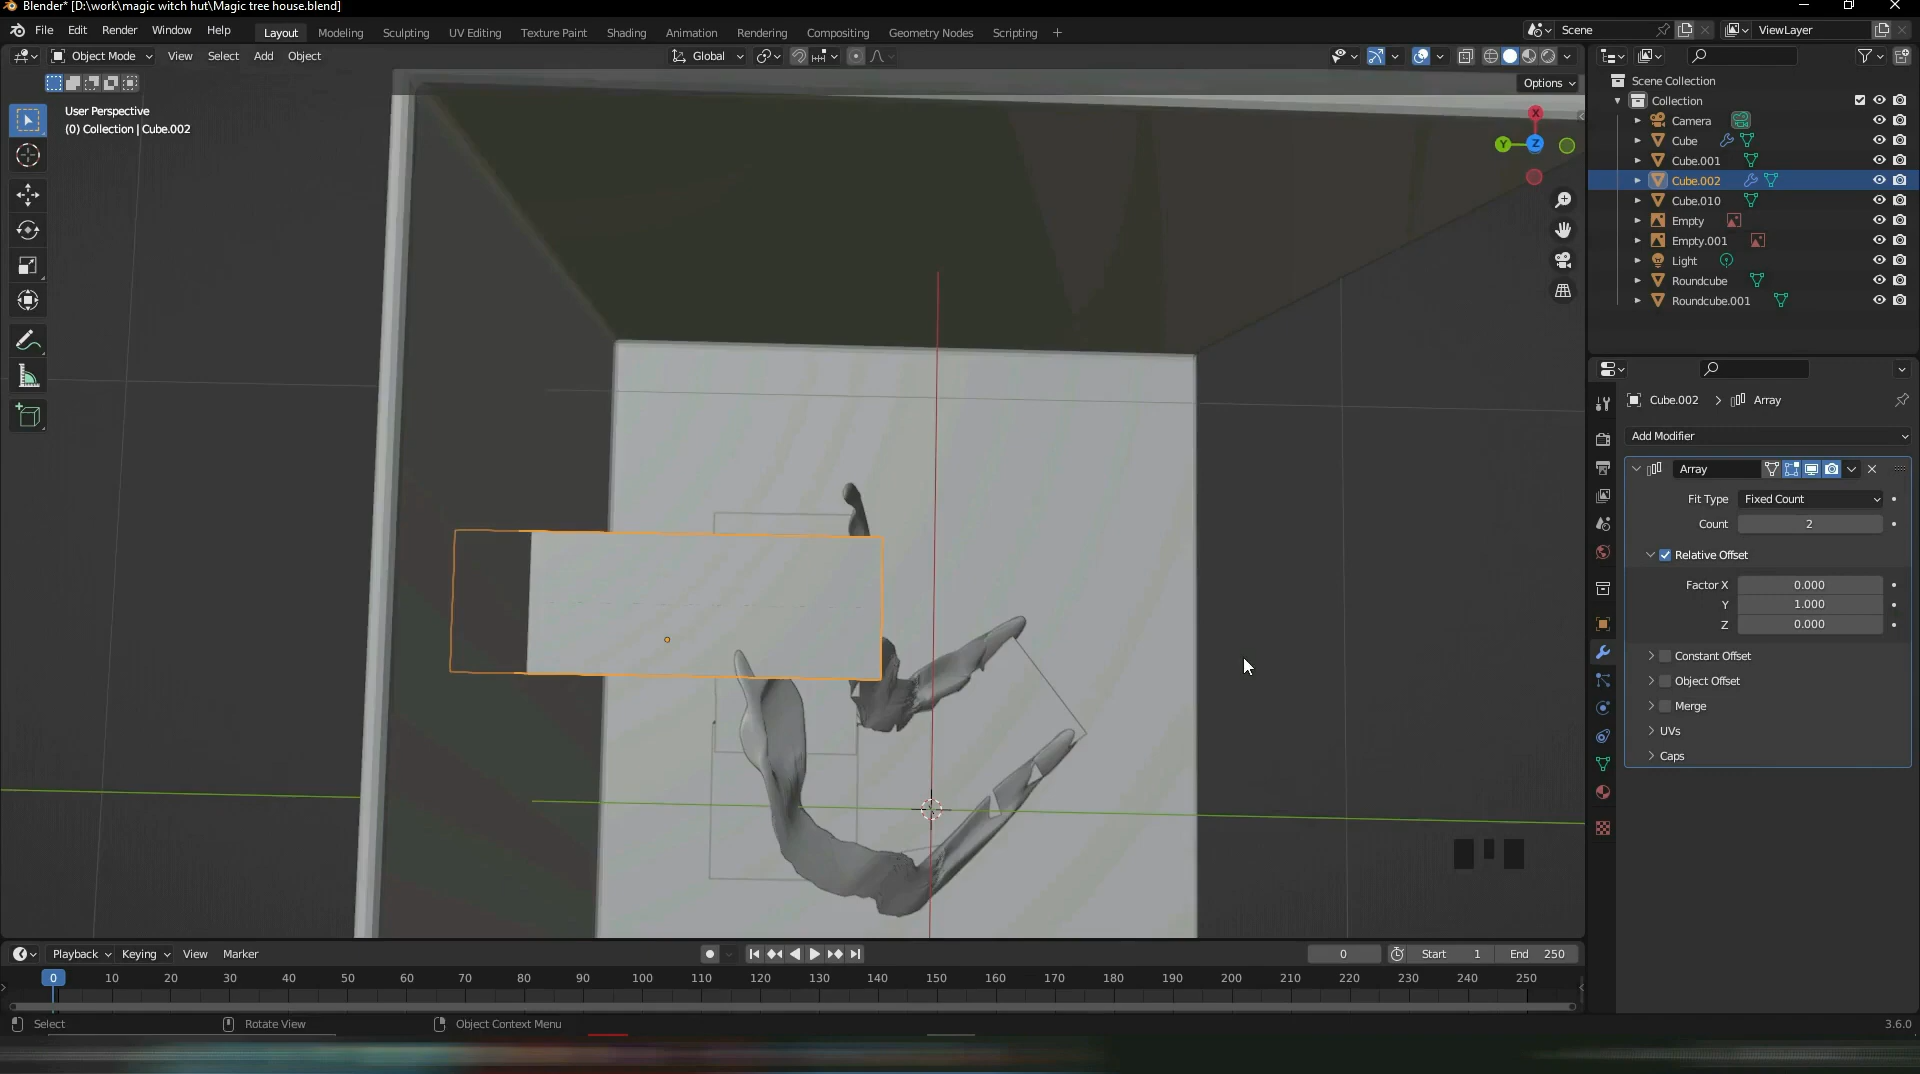 Blender* [D:\work\magic witch hut\Magic tree house.blend]
File Edit Render Window Help Layout Modeling Sculpting UV Editing Texture Paint Shading Animation Rendering Compositing Geometry Nodes Scripting + Scene ViewLayer
Object Mode View Select Add Object Global
Options
User Perspective
(0) Collection | Cube.002
X
Y
Z
Scene Collection
Collection
Camera
Cube
Cube.001
Cube.002
Cube.010
Empty
Empty.001
Light
Roundcube
Roundcube.001
Cube.002 > Array
Add Modifier
Array
Fit Type Fixed Count
Count 2
Relative Offset
Factor X 0.000
Y 1.000
Z 0.000
Constant Offset
Object Offset
Merge
UVs
Caps
Playback Keying View Marker 0 Start 1 End 250
0 10 20 30 40 50 60 70 80 90 100 110 120 130 140 150 160 170 180 190 200 210 220 230 240 250
Select Rotate View Object Context Menu 3.6.0